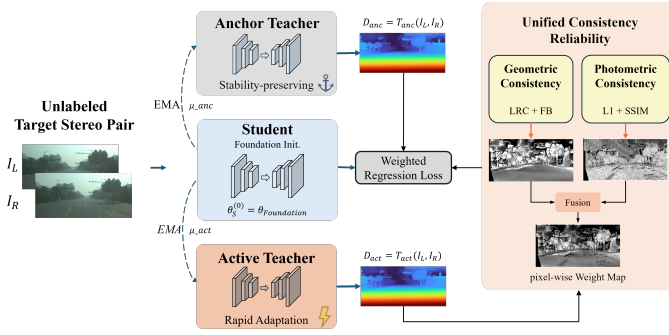 Anchor Teacher
Stability-preserving
D_anc = T_anc(I_L, I_R)
Unified Consistency
Reliability
Geometric
Consistency
LRC + FB
Photometric
Consistency
L1 + SSIM
EMA
μ_anc
Unlabeled
Target Stereo Pair
I_L
I_R
Student
Foundation Init.
θ_S^(0) = θ_Foundation
Weighted
Regression Loss
Fusion
pixel-wise Weight Map
EMA
μ_act
Active Teacher
Rapid Adaptation
D_act = T_act(I_L, I_R)